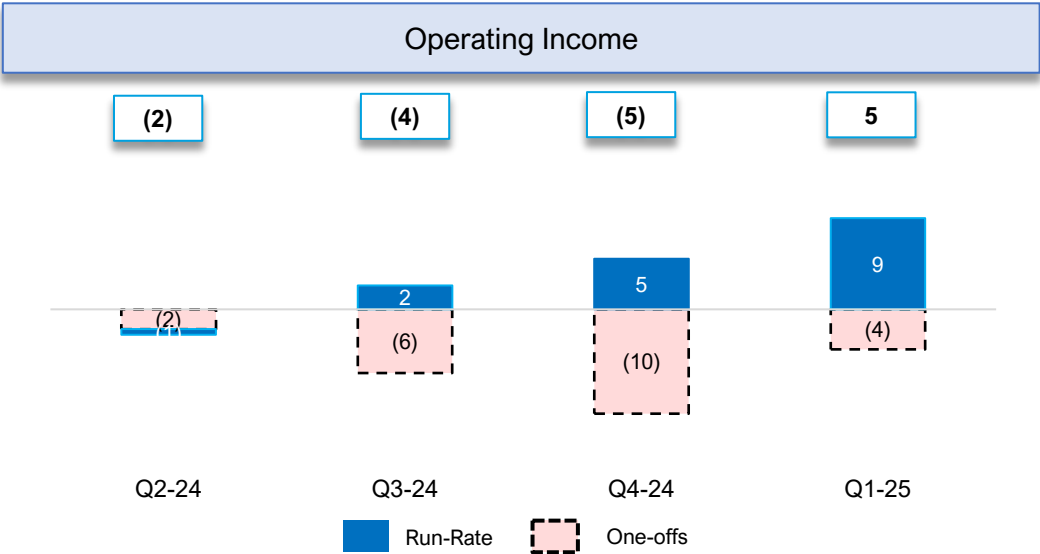 Operating Income
(2)
(4)
(5)
5
9
5
2
(2)
(6)
(10)
(4)
Q2-24
Q3-24
Q4-24
Q1-25
Run-Rate
One-offs